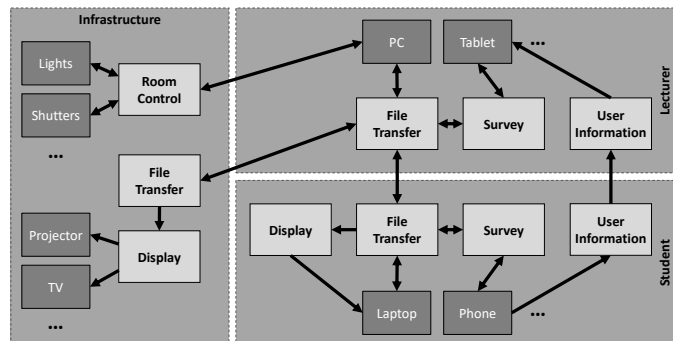 Infrastructure
Lights
Shutters
...
Room
Control
File
Transfer
Projector
TV
...
Display
PC
Tablet
...
File
Transfer
Survey
User
Information
Lecturer
Display
File
Transfer
Survey
User
Information
Laptop
Phone
...
Student